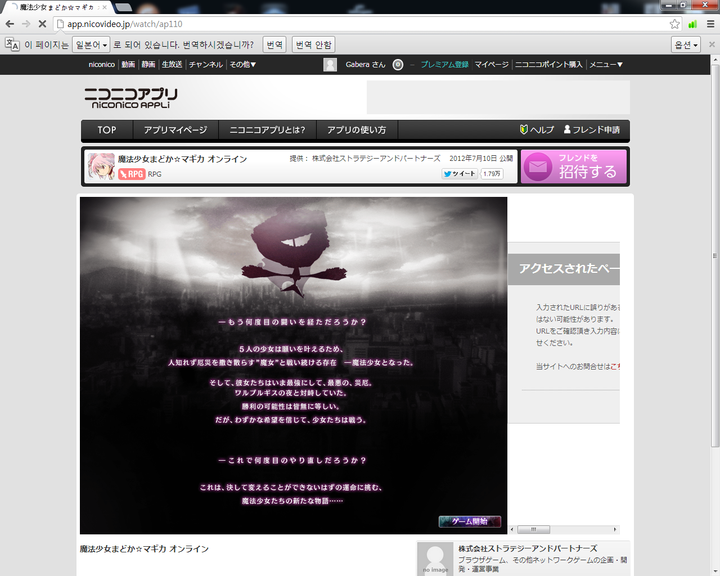 魔法少女まどか☆マギカ
app.nicovideo.jp/watch/ap110
이 페이지는 일본어 로 되어 있습니다. 번역하시겠습니까? 번역 번역 안함 옵션
niconico 動画 静画 生放送 チャンネル その他▼ Gabera さん プレミアム登録 マイページ ニコニコポイント購入 メニュー▼
ニコニコアプリ
NICONICO APPLI
TOP アプリマイページ ニコニコアプリとは? アプリの使い方 ヘルプ フレンド申請
魔法少女まどか☆マギカ オンライン 提供: 株式会社ストラテジーアンドパートナーズ 2012年7月10日 公開
RPG RPG ツイート 1.79万
フレンドを
招待する
―もう何度目の闘いを経ただろうか?
5人の少女は願いを叶えるため、
人知れず厄災を撒き散らす"魔女"と戦い続ける存在 ―魔法少女となった。
そして、彼女たちはいま最強にして、最悪の、災厄。
ワルプルギスの夜と対峙していた。
勝利の可能性は皆無に等しい。
だが、わずかな希望を信じて、少女たちは戦う。
―これで何度目のやり直しだろうか?
これは、決して変えることができないはずの運命に挑む、
魔法少女たちの新たな物語……
ゲーム開始
アクセスされたペー
入力されたURLに誤りがある
はない可能性があります。
URLをご確認頂き入力内容に
せください。
当サイトへのお問合せはこち
魔法少女まどか☆マギカ オンライン
no image
株式会社ストラテジーアンドパートナーズ
ブラウザゲーム、その他ネットワークゲームの企画・開
発・運営事業